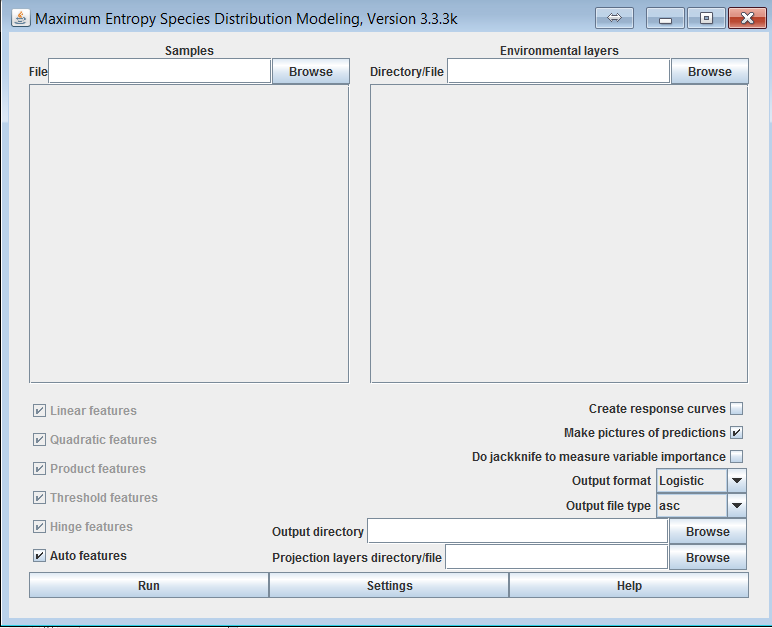 Maximum Entropy Species Distribution Modeling, Version 3.3.3k
Samples
Environmental layers
File
Browse
Directory/File
Browse
Linear features
Quadratic features
Product features
Threshold features
Hinge features
Auto features
Create response curves
Make pictures of predictions
Do jackknife to measure variable importance
Output format Logistic
Output file type asc
Output directory
Browse
Projection layers directory/file
Browse
Run
Settings
Help